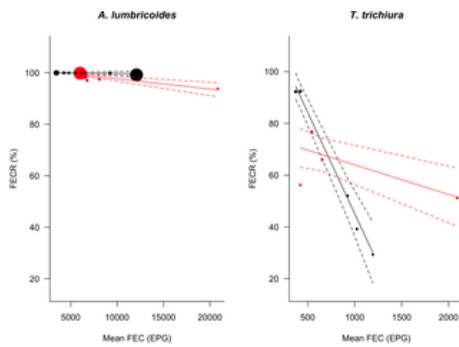 A. lumbricoides
FECR (%)
100
80
60
40
20
5000 10000 15000 20000
Mean FEC (EPG)
T. trichiura
FECR (%)
100
80
60
40
20
500 1000 1500 2000
Mean FEC (EPG)